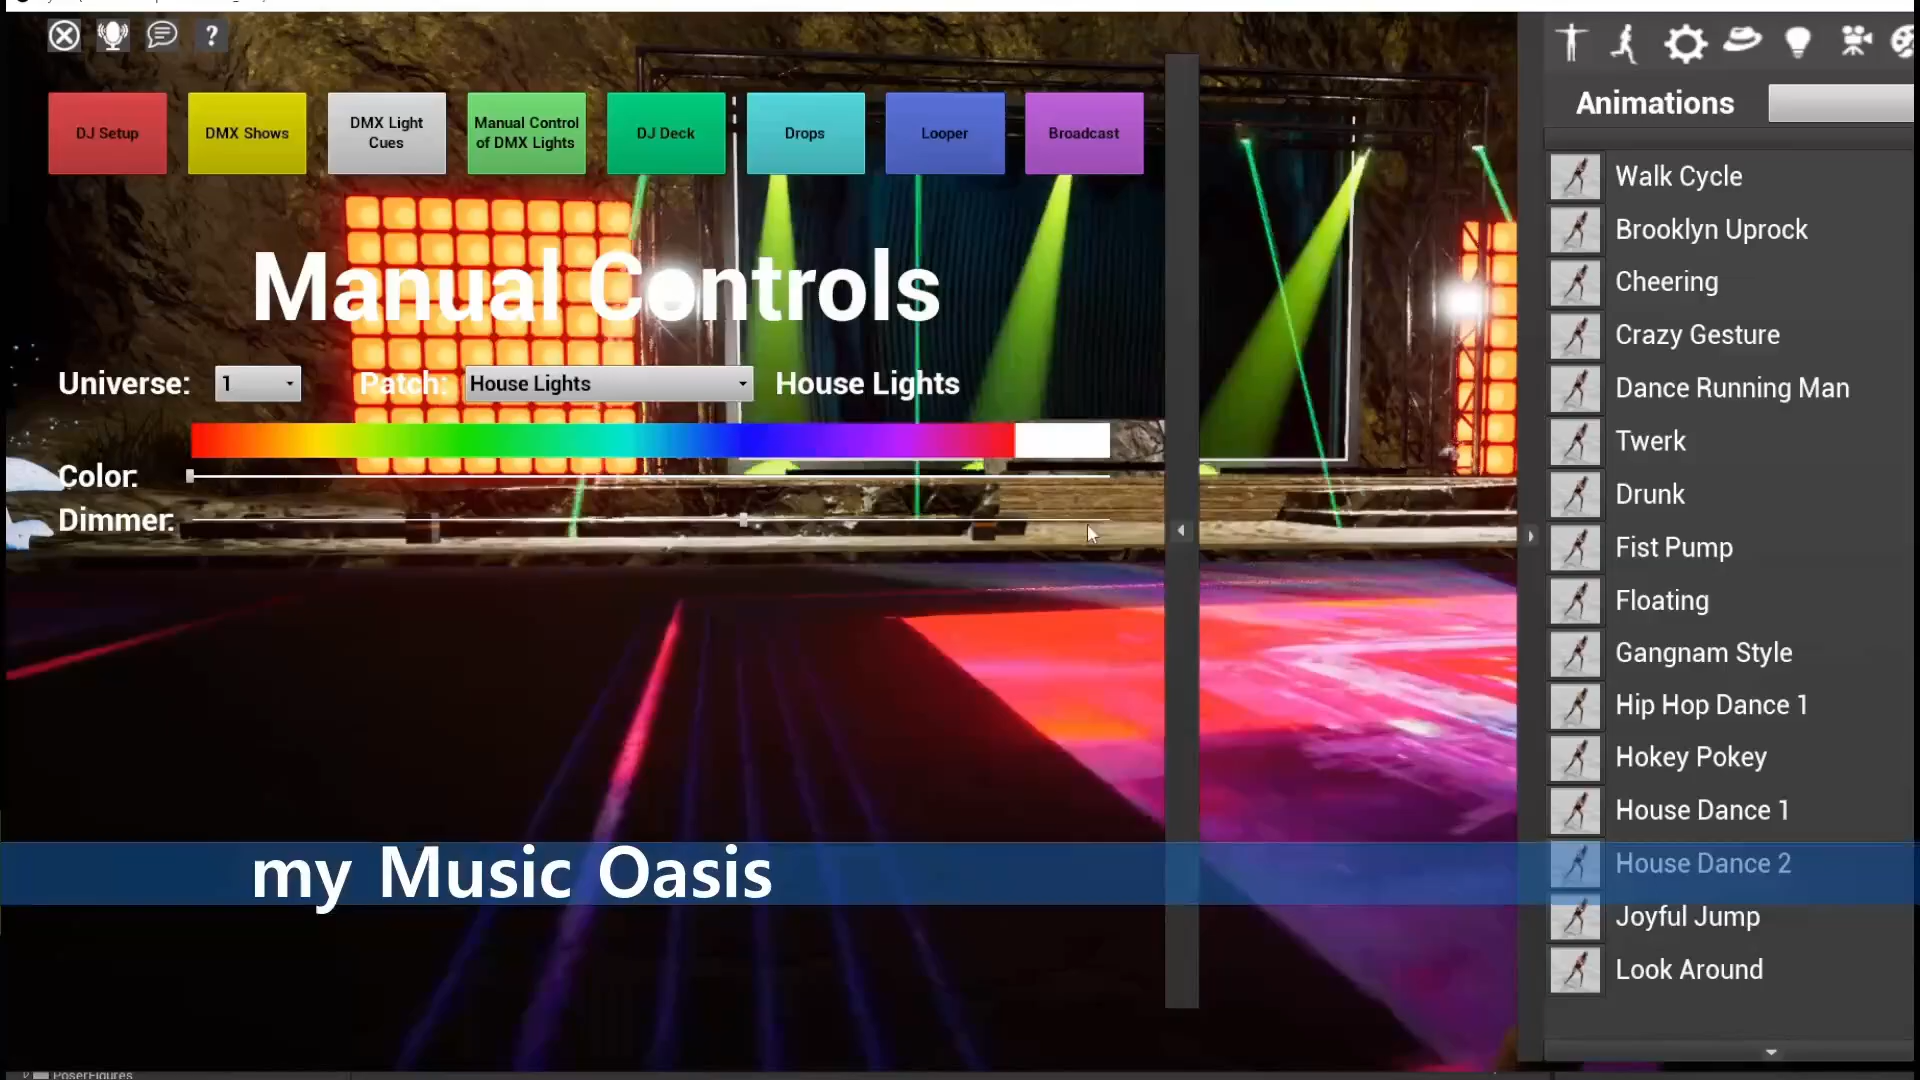 ?
DJ Setup
DMX Shows
DMX Light
Cues
Manual Control
of DMX Lights
DJ Deck
Drops
Looper
Broadcast
Manual Controls
Universe: 1
Patch: House Lights
House Lights
Color:
Dimmer:
my Music Oasis
Animations
Walk Cycle
Brooklyn Uprock
Cheering
Crazy Gesture
Dance Running Man
Twerk
Drunk
Fist Pump
Floating
Gangnam Style
Hip Hop Dance 1
Hokey Pokey
House Dance 1
House Dance 2
Joyful Jump
Look Around
PoserFigures